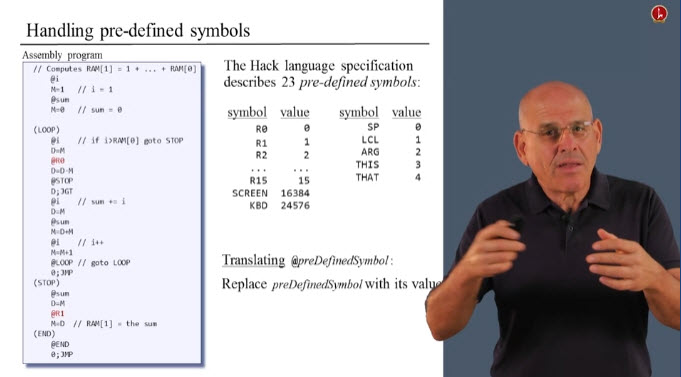 Handling pre-defined symbols
Assembly program
// Computes RAM[1] = 1 + ... + RAM[0]
@i
M=1 // i = 1
@sum
M=0 // sum = 0
(LOOP)
@i // if i>RAM[0] goto STOP
D=M
@R0
D=D-M
@STOP
D;JGT
@i // sum += i
D=M
@sum
M=D+M
@i // i++
M=M+1
@LOOP // goto LOOP
0;JMP
(STOP)
@sum
D=M
@R1
M=D // RAM[1] = the sum
(END)
@END
0;JMP
The Hack language specification
describes 23 pre-defined symbols:
symbol value
R0 0
R1 1
R2 2
... ...
R15 15
SCREEN 16384
KBD 24576
symbol value
SP 0
LCL 1
ARG 2
THIS 3
THAT 4
Translating @preDefinedSymbol:
Replace preDefinedSymbol with its value